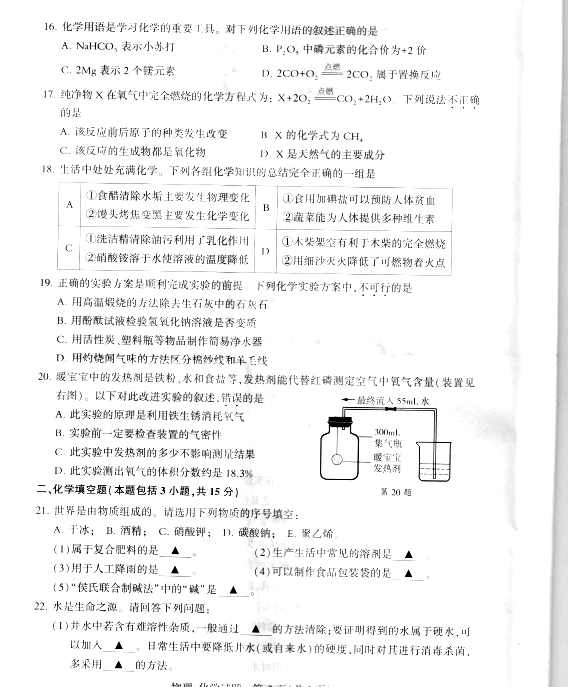 16. 化学用语是学习化学的重要工具。对下列化学用语的叙述正确的是
A. NaHCO₃ 表示小苏打
B. P₂O₅ 中磷元素的化合价为+2 价
C. 2Mg 表示 2 个镁元素
D. 2CO+O₂ 点燃 2CO₂ 属于置换反应
17. 纯净物 X 在氧气中完全燃烧的化学方程式为: X+2O₂ 点燃 CO₂+2H₂O。下列说法不正确
的是
A. 该反应前后原子的种类发生改变
B. X 的化学式为 CH₄
C. 该反应的生成物都是氧化物
D. X 是天然气的主要成分
18. 生活中处处充满化学。下列各组化学知识的总结完全正确的一组是
A ①食醋清除水垢主要发生物理变化
②馒头烤焦变黑主要发生化学变化
B ①食用加碘盐可以预防人体贫血
②蔬菜能为人体提供多种维生素
C ①洗洁精清除油污利用了乳化作用
②硝酸铵溶于水使溶液的温度降低
D ①木柴架空有利于木柴的完全燃烧
②用细沙灭火降低了可燃物着火点
19. 正确的实验方案是顺利完成实验的前提。下列化学实验方案中,不可行的是
A. 用高温煅烧的方法除去生石灰中的石灰石
B. 用酚酞试液检验氢氧化钠溶液是否变质
C. 用活性炭、塑料瓶等物品制作简易净水器
D. 用灼烧闻气味的方法区分棉纱线和羊毛线
20. 暖宝宝中的发热剂是铁粉、水和食盐等,发热剂能代替红磷测定空气中氧气含量(装置见
右图)。以下对此改进实验的叙述,错误的是
A. 此实验的原理是利用铁生锈消耗氧气
B. 实验前一定要检查装置的气密性
C. 此实验中发热剂的多少不影响测量结果
D. 此实验测出氧气的体积分数约是 18.3%
最终流入 55mL 水
300mL
集气瓶
暖宝宝
发热剂
第 20 题
二、化学填空题(本题包括 3 小题,共 15 分)
21. 世界是由物质组成的。请选用下列物质的序号填空:
A. 干冰; B. 酒精; C. 硝酸钾; D. 碳酸钠; E. 聚乙烯。
(1)属于复合肥料的是 ▲ 。
(2)生产生活中常见的溶剂是 ▲ 。
(3)用于人工降雨的是 ▲ 。
(4)可以制作食品包装袋的是 ▲ 。
(5)“侯氏联合制碱法”中的“碱”是 ▲ 。
22. 水是生命之源。请回答下列问题:
(1)井水中若含有难溶性杂质,一般通过 ▲ 的方法清除;要证明得到的水属于硬水,可
以加入 ▲ 。日常生活中要降低井水(或自来水)的硬度,同时对其进行消毒杀菌,
多采用 ▲ 的方法。